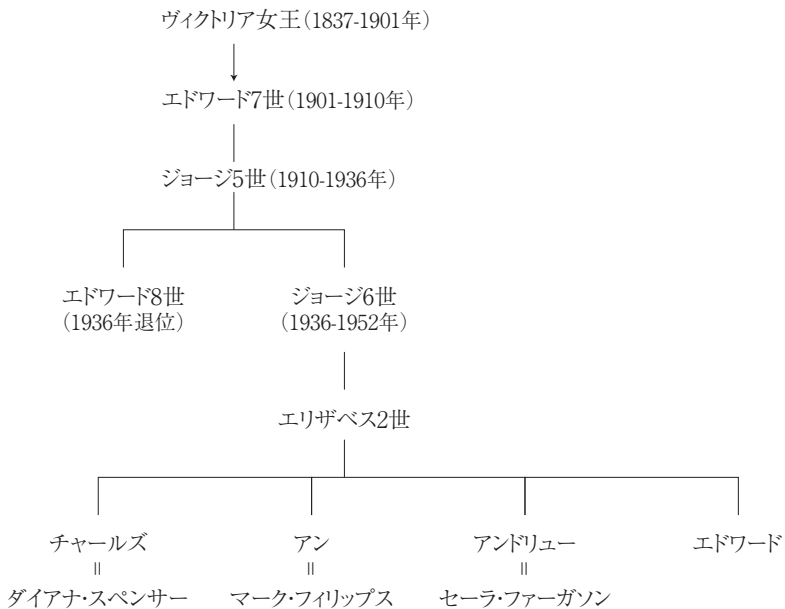 ヴィクトリア女王(1837-1901年)
エドワード7世(1901-1910年)
ジョージ5世(1910-1936年)
エドワード8世
(1936年退位)
ジョージ6世
(1936-1952年)
エリザベス2世
チャールズ
アン
アンドリュー
エドワード
=
=
=
ダイアナ・スペンサー
マーク・フィリップス
セーラ・ファーガソン